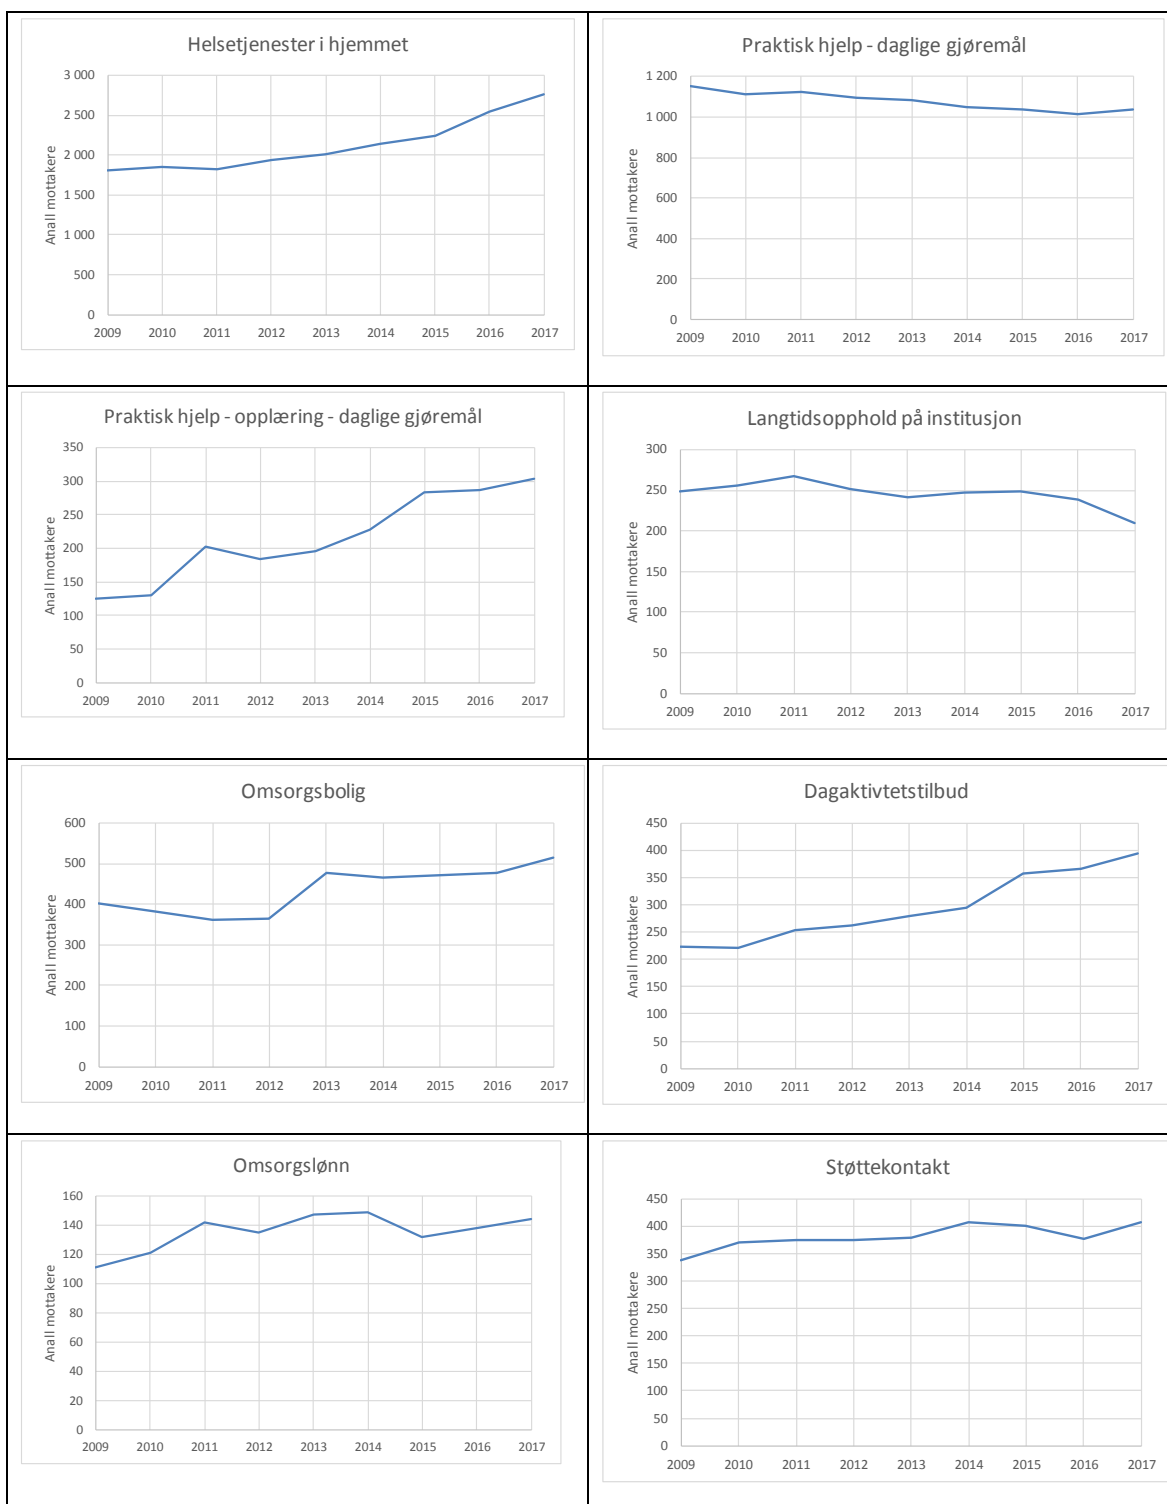 Helsetjenester i hjemmet
3 000
2 500
2 000
1 500
1 000
500
0
Anall mottakere
2009 2010 2011 2012 2013 2014 2015 2016 2017
Praktisk hjelp - daglige gjøremål
1 200
1 000
800
600
400
200
0
Anall mottakere
2009 2010 2011 2012 2013 2014 2015 2016 2017
Praktisk hjelp - opplæring - daglige gjøremål
350
300
250
200
150
100
50
0
Anall mottakere
2009 2010 2011 2012 2013 2014 2015 2016 2017
Langtidsopphold på institusjon
300
250
200
150
100
50
0
Anall mottakere
2009 2010 2011 2012 2013 2014 2015 2016 2017
Omsorgsbolig
600
500
400
300
200
100
0
Anall mottakere
2009 2010 2011 2012 2013 2014 2015 2016 2017
Dagaktivtetstilbud
450
400
350
300
250
200
150
100
50
0
Anall mottakere
2009 2010 2011 2012 2013 2014 2015 2016 2017
Omsorgslønn
160
140
120
100
80
60
40
20
0
Anall mottakere
2009 2010 2011 2012 2013 2014 2015 2016 2017
Støttekontakt
450
400
350
300
250
200
150
100
50
0
Anall mottakere
2009 2010 2011 2012 2013 2014 2015 2016 2017